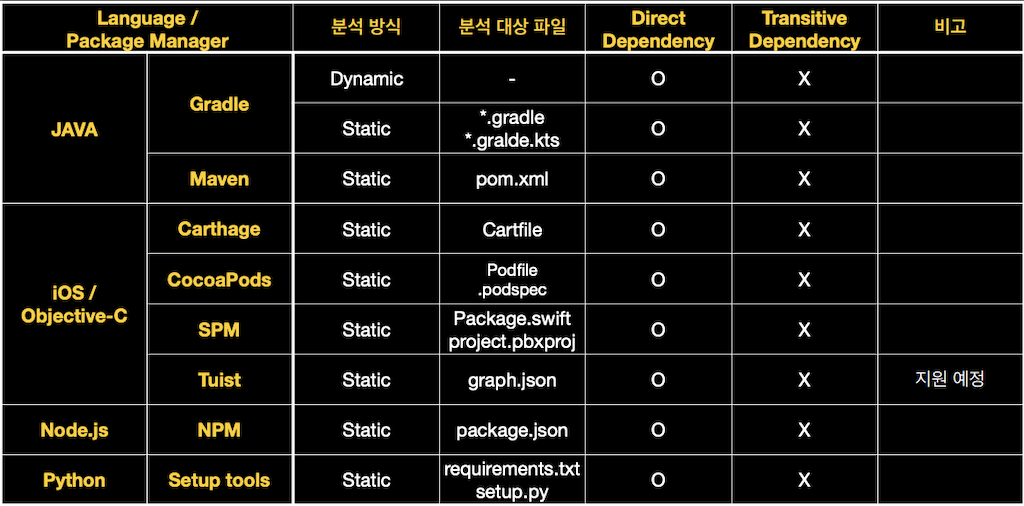 Language /
Package Manager
분석 방식
분석 대상 파일
Direct
Dependency
Transitive
Dependency
비고
JAVA
Gradle
Dynamic
-
O
X
Static
*.gradle
*.gralde.kts
O
X
Maven
Static
pom.xml
O
X
iOS /
Objective-C
Carthage
Static
Cartfile
O
X
CocoaPods
Static
Podfile
.podspec
O
X
SPM
Static
Package.swift
project.pbxproj
O
X
Tuist
Static
graph.json
O
X
지원 예정
Node.js
NPM
Static
package.json
O
X
Python
Setup tools
Static
requirements.txt
setup.py
O
X